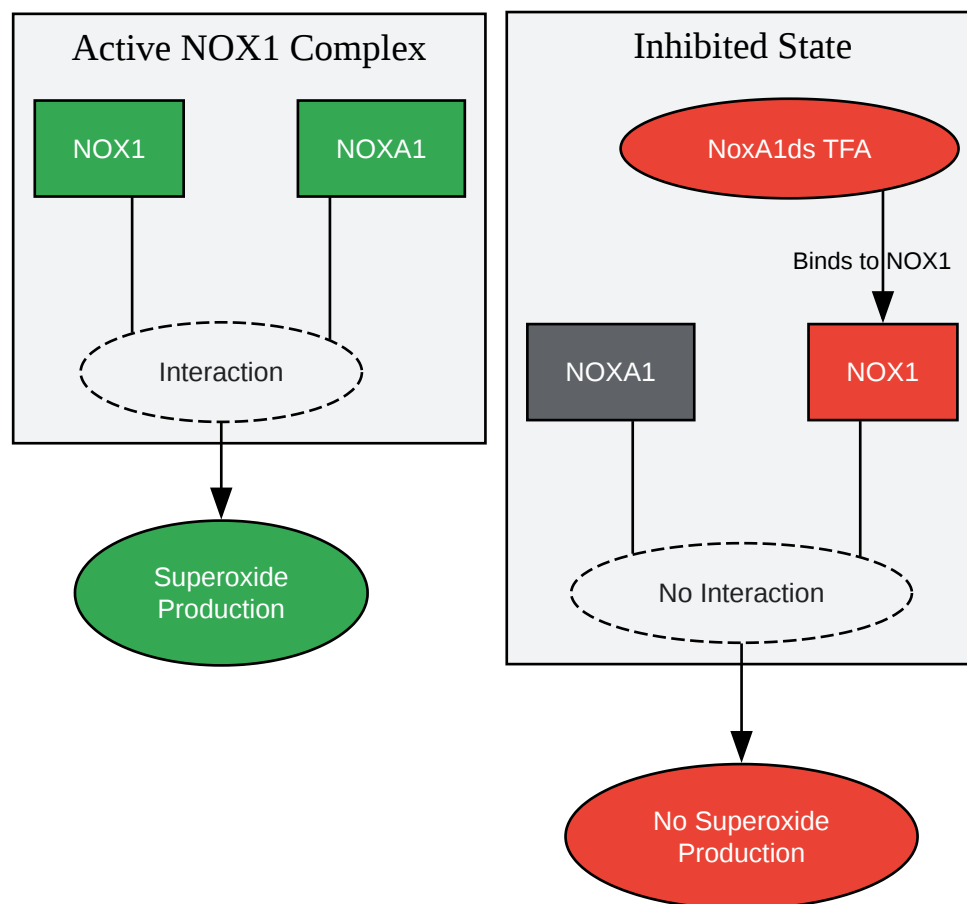 Active NOX1 Complex
NOX1
NOXA1
Interaction
Superoxide
Production
Inhibited State
NoxA1ds TFA
Binds to NOX1
NOXA1
NOX1
No Interaction
No Superoxide
Production